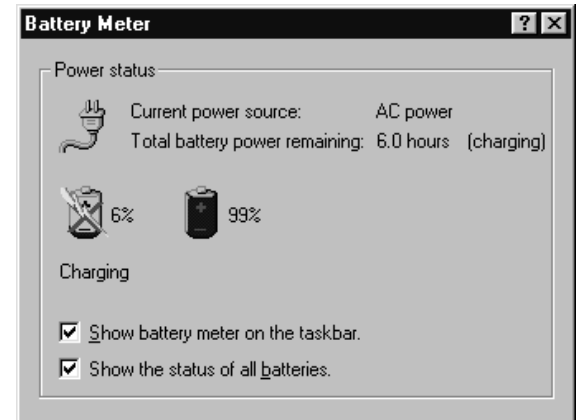 Battery Meter
Power status
Current power source: AC power
Total battery power remaining: 6.0 hours (charging)
6% 99%
Charging
Show battery meter on the taskbar.
Show the status of all batteries.